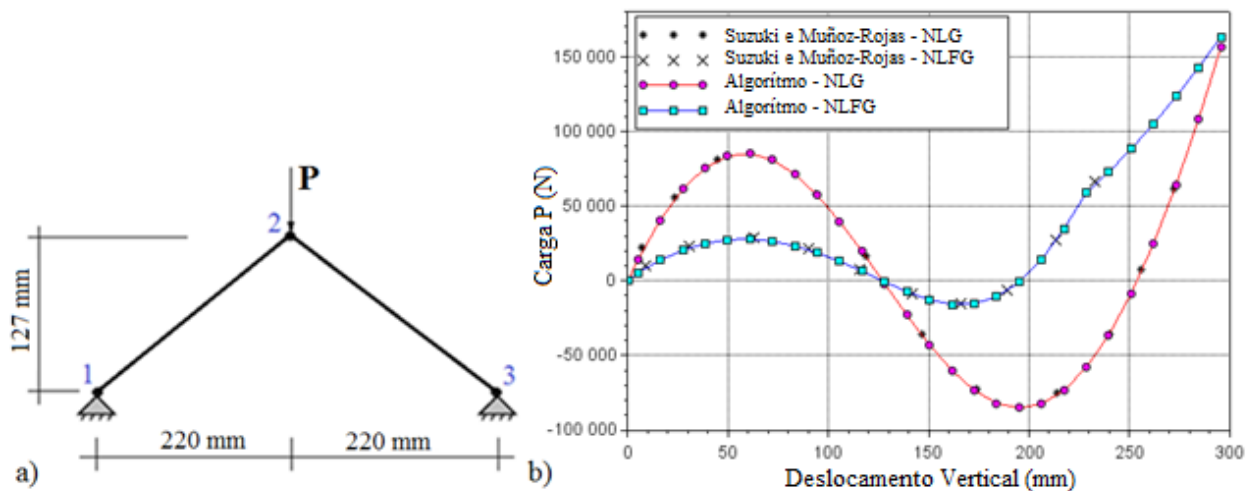 P
2
127 mm
1
3
220 mm
220 mm
a)
b)
Suzuki e Muñoz-Rojas - NLG
Suzuki e Muñoz-Rojas - NLFG
Algorítmo - NLG
Algorítmo - NLFG
Carga P (N)
150 000
100 000
50 000
0
-50 000
-100 000
0
50
100
150
200
250
300
Deslocamento Vertical (mm)